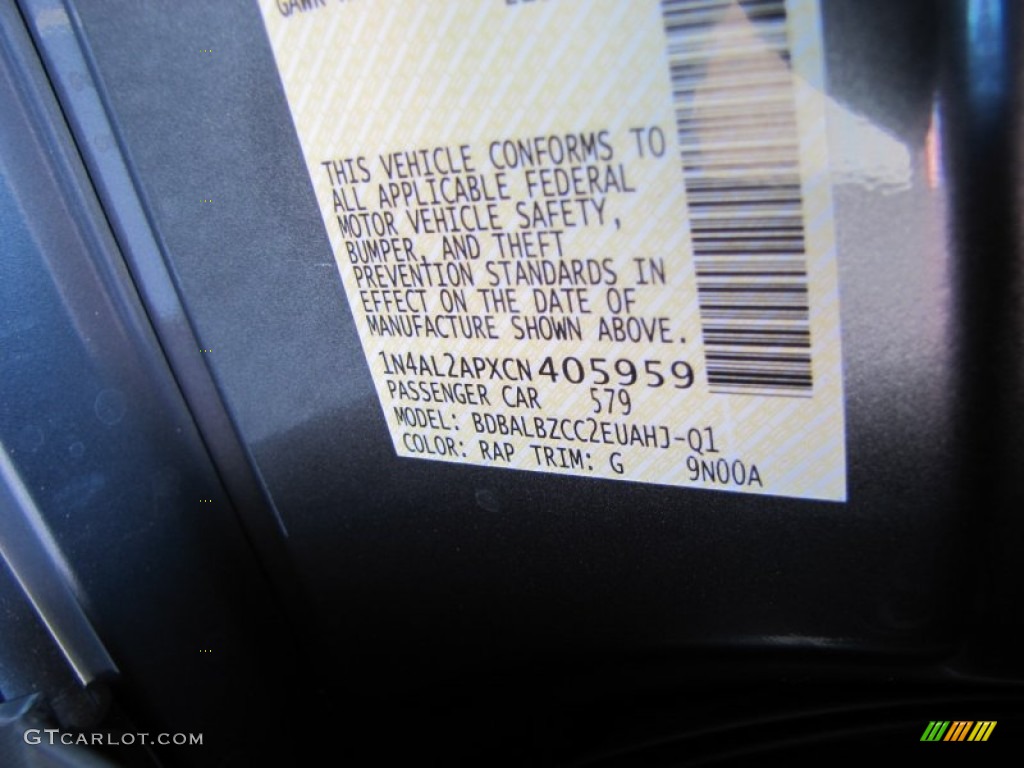 GAWR
THIS VEHICLE CONFORMS TO
ALL APPLICABLE FEDERAL
MOTOR VEHICLE SAFETY,
BUMPER, AND THEFT
PREVENTION STANDARDS IN
EFFECT ON THE DATE OF
MANUFACTURE SHOWN ABOVE.
1N4AL2APXCN405959
PASSENGER CAR 579
MODEL: BDBALBZCC2EUAHJ-Q1
COLOR: RAP TRIM: G 9N00A
GTCARLOT.COM